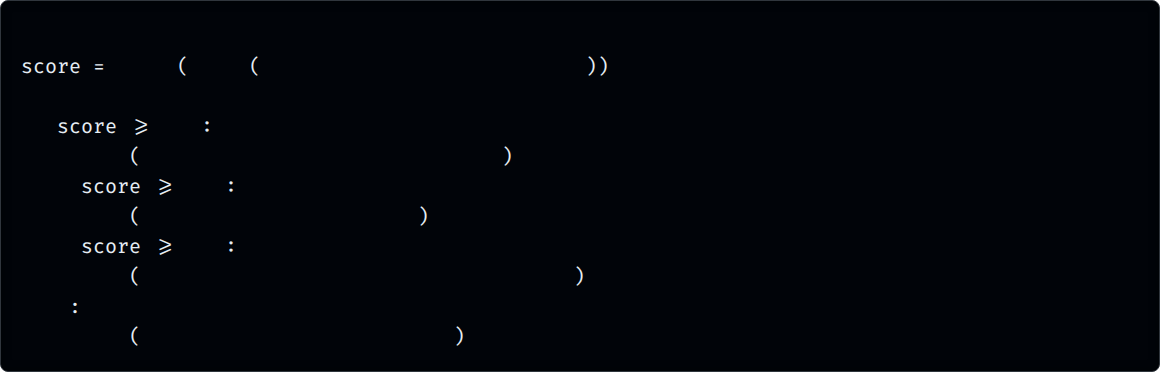 score = ( ( ))
score ≥ :
( )
score ≥ :
( )
score ≥ :
( )
:
( )